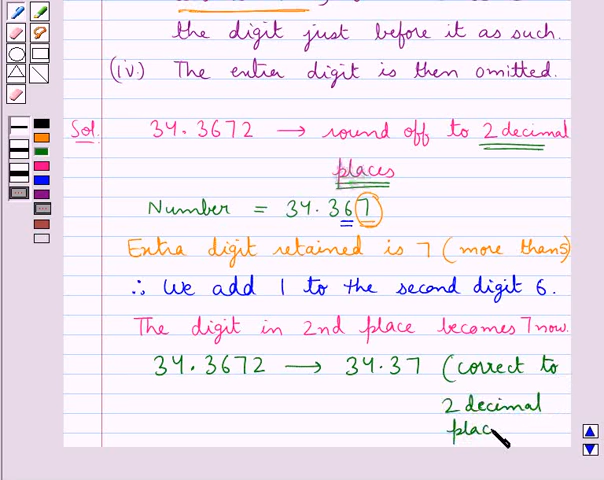 the digit just before it as such.
(iv.) The entra digit is then omitted.
Sol. 34.3672 → round off to 2 decimal
places
Number = 34.367
Extra digit retained is 7 (more than 5)
∴ We add 1 to the second digit 6.
The digit in 2nd place becomes 7 now.
34.3672 → 34.37 (correct to
2 decimal
plac